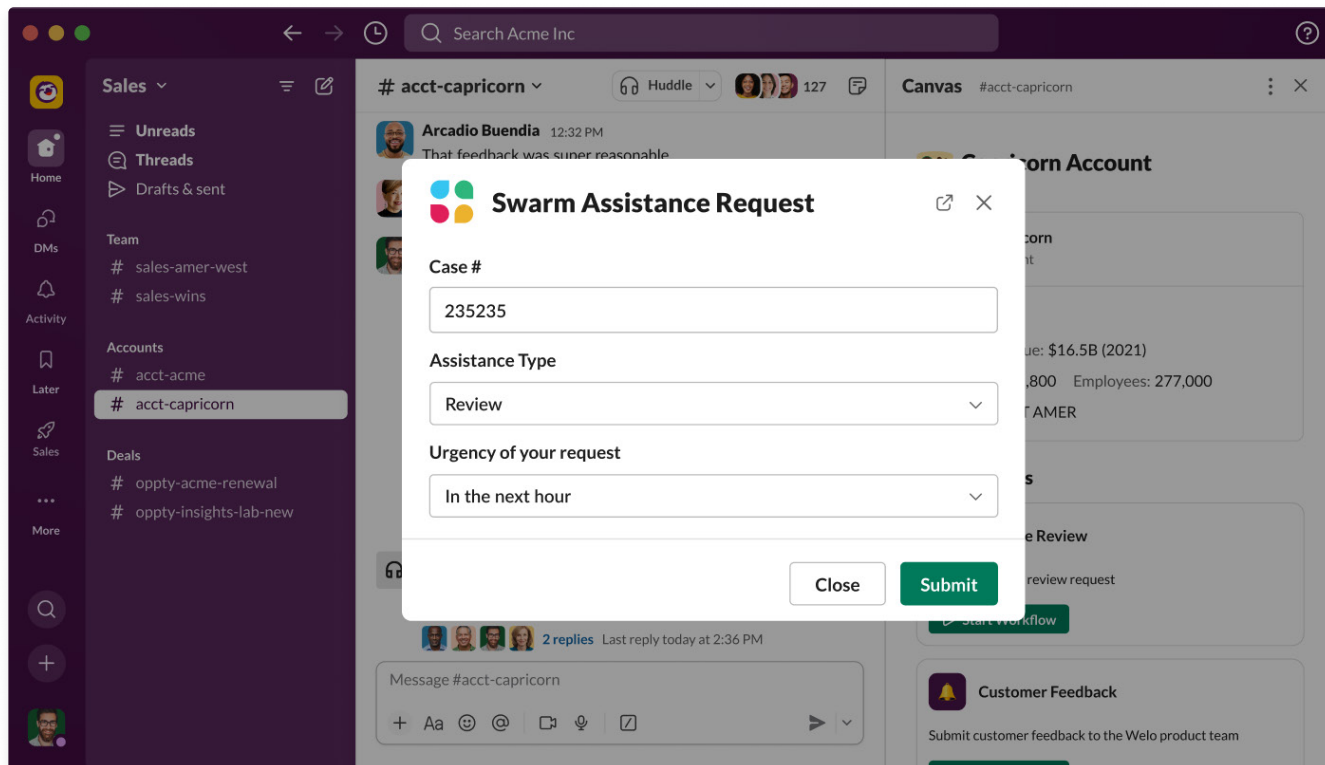 Search Acme Inc
Sales
Unreads
Threads
Drafts & sent
Team
# sales-amer-west
# sales-wins
Accounts
# acct-acme
# acct-capricorn
Deals
# oppty-acme-renewal
# oppty-insights-lab-new
Home
DMs
Activity
Later
Sales
More
# acct-capricorn
Huddle
127
Arcadio Buendia 12:32 PM
That feedback was super reasonable
2 replies Last reply today at 2:36 PM
Message #acct-capricorn
Aa
Swarm Assistance Request
Case #
235235
Assistance Type
Review
Urgency of your request
In the next hour
Close
Submit
Canvas #acct-capricorn
Account
$16.5B (2021)
,800 Employees: 277,000
AMER
Review
review request
Start Workflow
Customer Feedback
Submit customer feedback to the Welo product team